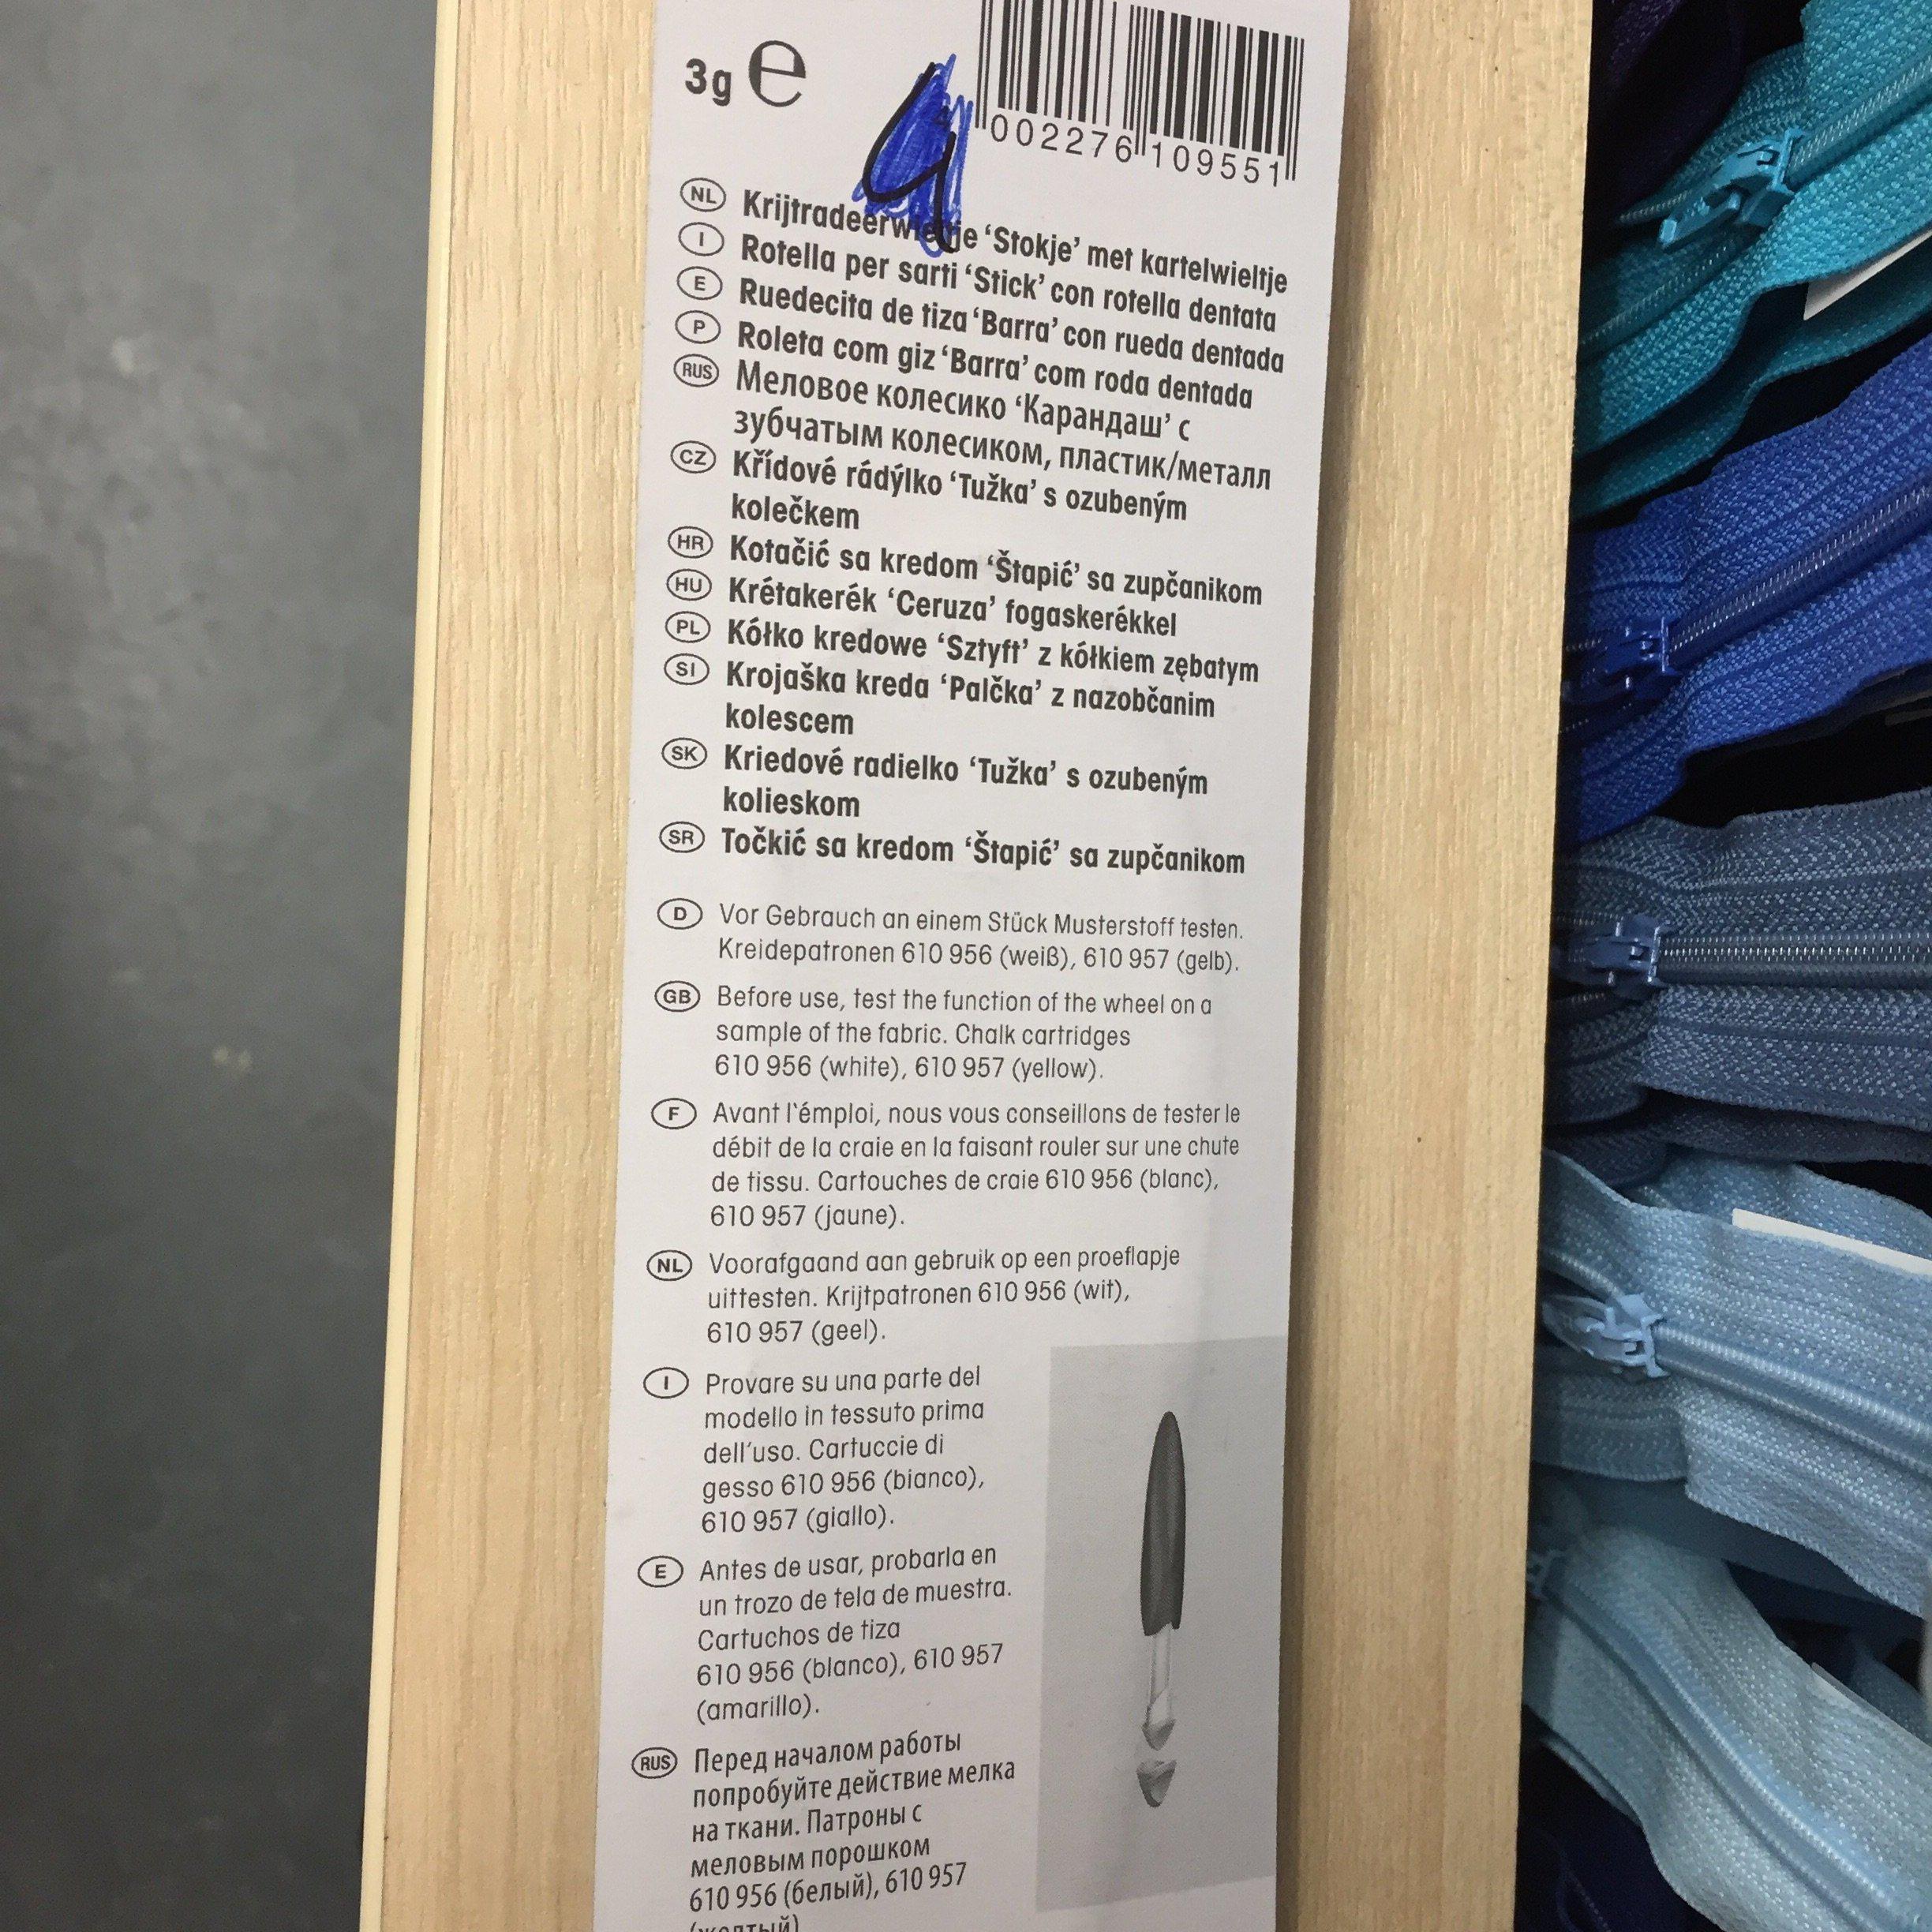 3g e
4 002276 109551
NL Krijtradeerwieltje ‘Stokje’ met kartelwieltje
I Rotella per sarti ‘Stick’ con rotella dentata
E Ruedecita de tiza ‘Barra’ con rueda dentada
P Roleta com giz ‘Barra’ com roda dentada
RUS Меловое колесико ‘Карандаш’ с
зубчатым колесиком, пластик/металл
CZ Křídové rádýlko ‘Tužka’ s ozubeným
kolečkem
HR Kotačić sa kredom ‘Štapić’ sa zupčanikom
HU Krétakerék ‘Ceruza’ fogaskerékkel
PL Kółko kredowe ‘Sztyft’ z kółkiem zębatym
SI Krojaška kreda ‘Palčka’ z nazobčanim
kolescem
SK Kriedové radielko ‘Tužka’ s ozubeným
kolieskom
SR Točkić sa kredom ‘Štapić’ sa zupčanikom
D Vor Gebrauch an einem Stück Musterstoff testen.
Kreidepatronen 610 956 (weiß), 610 957 (gelb).
GB Before use, test the function of the wheel on a
sample of the fabric. Chalk cartridges
610 956 (white), 610 957 (yellow).
F Avant l‘émploi, nous vous conseillons de tester le
débit de la craie en la faisant rouler sur une chute
de tissu. Cartouches de craie 610 956 (blanc),
610 957 (jaune).
NL Voorafgaand aan gebruik op een proeflapje
uittesten. Krijtpatronen 610 956 (wit),
610 957 (geel).
I Provare su una parte del
modello in tessuto prima
dell’uso. Cartuccie di
gesso 610 956 (bianco),
610 957 (giallo).
E Antes de usar, probarla en
un trozo de tela de muestra.
Cartuchos de tiza
610 956 (blanco), 610 957
(amarillo).
RUS Перед началом работы
попробуйте действие мелка
на ткани. Патроны с
меловым порошком
610 956 (белый), 610 957
(желтый)